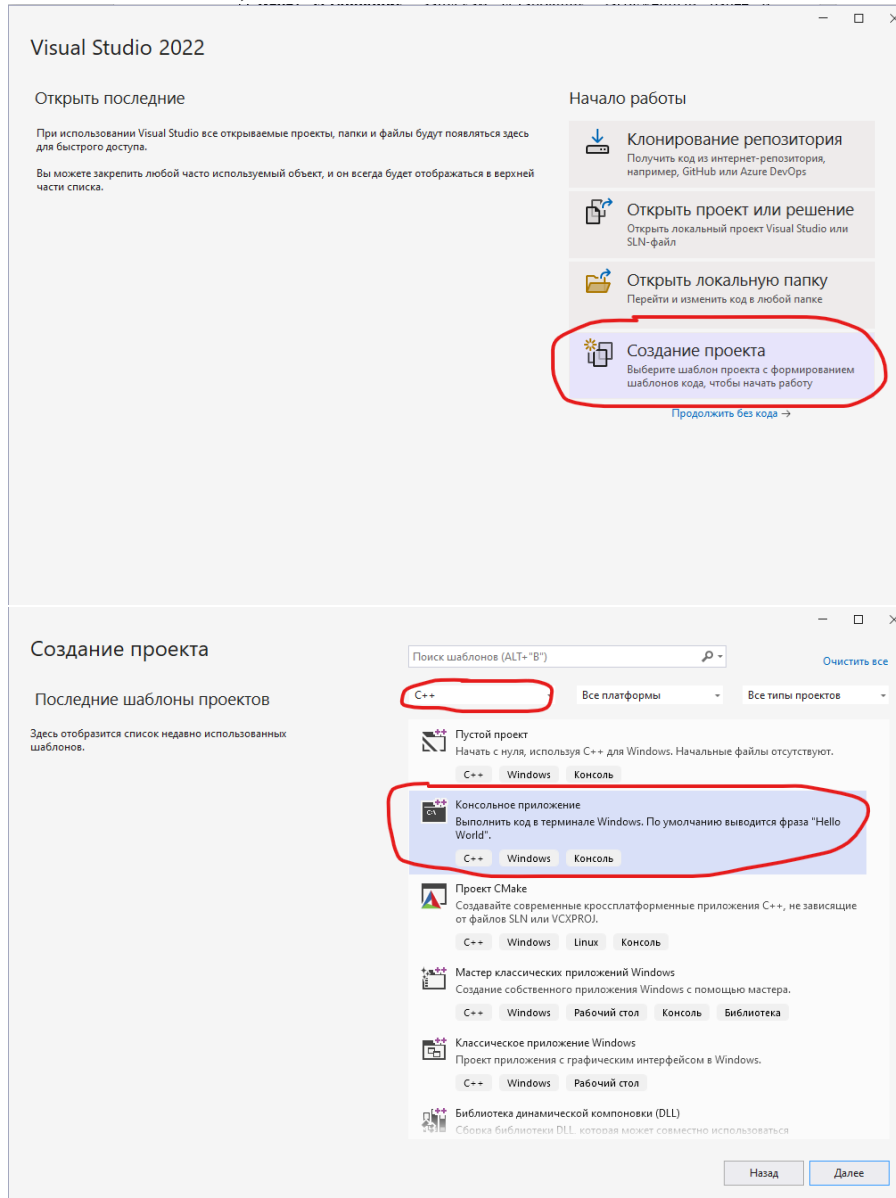 Visual Studio 2022
Открыть последние
При использовании Visual Studio все открываемые проекты, папки и файлы будут появляться здесь
для быстрого доступа.
Вы можете закрепить любой часто используемый объект, и он всегда будет отображаться в верхней
части списка.
Начало работы
Клонирование репозитория
Получить код из интернет-репозитория,
например, GitHub или Azure DevOps
Открыть проект или решение
Открыть локальный проект Visual Studio или
SLN-файл
Открыть локальную папку
Перейти и изменить код в любой папке
Создание проекта
Выберите шаблон проекта с формированием
шаблонов кода, чтобы начать работу
Продолжить без кода →
Создание проекта
Последние шаблоны проектов
Здесь отобразится список недавно использованных
шаблонов.
Поиск шаблонов (ALT+"B")
Очистить все
C++ Все платформы Все типы проектов
Пустой проект
Начать с нуля, используя C++ для Windows. Начальные файлы отсутствуют.
C++ Windows Консоль
Консольное приложение
Выполнить код в терминале Windows. По умолчанию выводится фраза "Hello
World".
C++ Windows Консоль
Проект CMake
Создавайте современные кроссплатформенные приложения C++, не зависящие
от файлов SLN или VCXPROJ.
C++ Windows Linux Консоль
Мастер классических приложений Windows
Создание собственного приложения Windows с помощью мастера.
C++ Windows Рабочий стол Консоль Библиотека
Классическое приложение Windows
Проект приложения с графическим интерфейсом в Windows.
C++ Windows Рабочий стол
Библиотека динамической компоновки (DLL)
Сборка библиотеки DLL, которая может совместно использоваться
Назад Далее